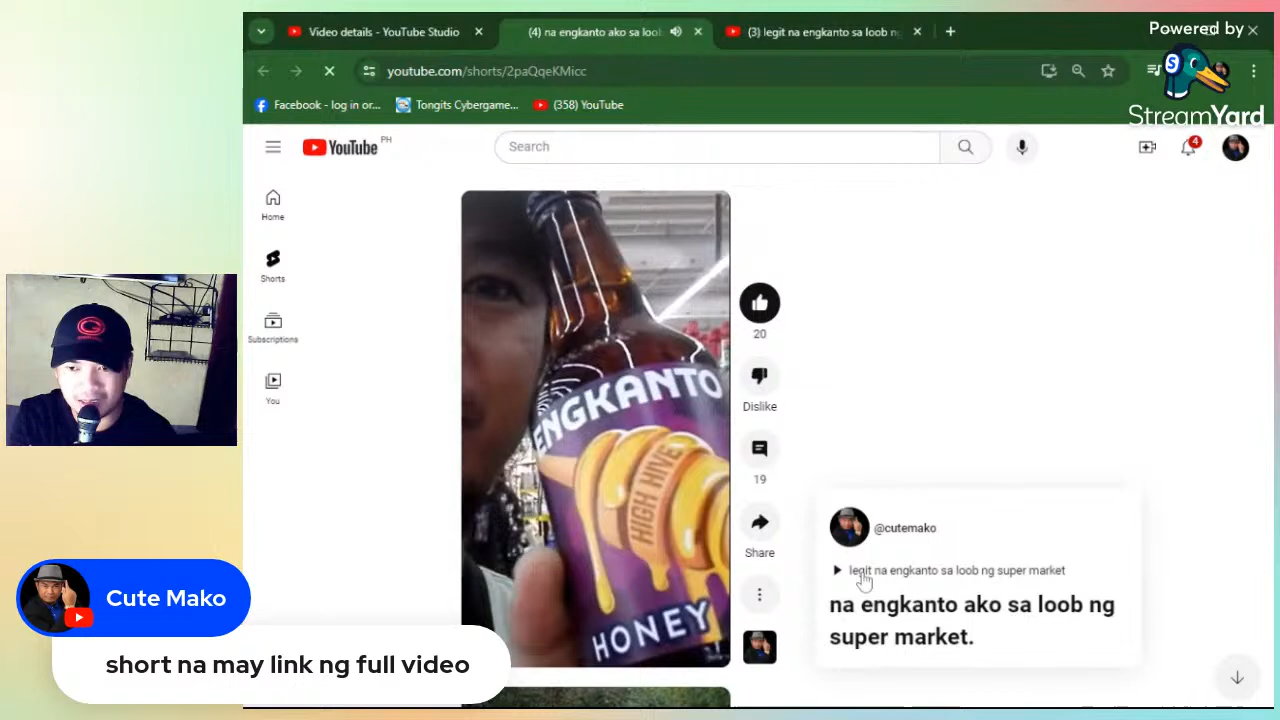 Video details - YouTube Studio
(4) na engkanto ako sa loob
(3) legit na engkanto sa loob ng
Powered by
youtube.com/shorts/2paQqeKMicc
StreamYard
Facebook - log in or...
Tongits Cybergame...
(358) YouTube
YouTube PH
Search
4
Home
Shorts
Subscriptions
You
ENGKANTO
HIGH HIVE
HONEY
20
Dislike
19
Share
@cutemako
legit na engkanto sa loob ng super market
na engkanto ako sa loob ng
super market.
Cute Mako
short na may link ng full video